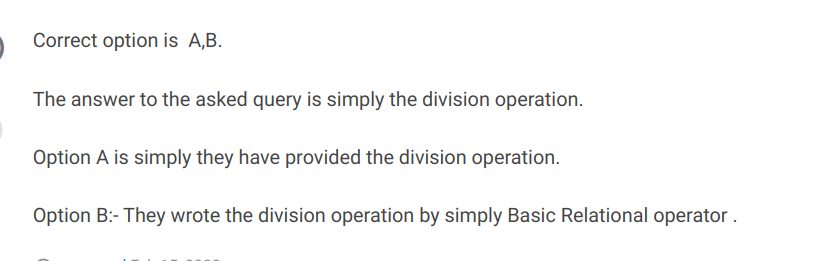 Correct option is A,B.
The answer to the asked query is simply the division operation.
Option A is simply they have provided the division operation.
Option B:- They wrote the division operation by simply Basic Relational operator .